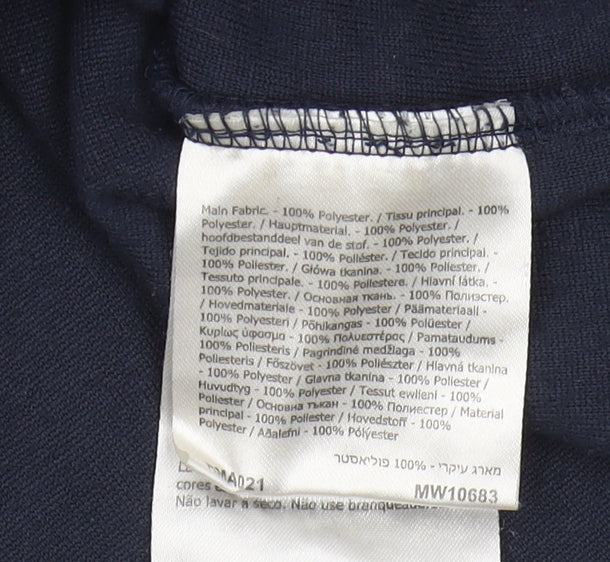 Main Fabric. - 100% Polyester. / Tissu principal. - 100%
Polyester. / Hauptmaterial. - 100% Polyester. /
hoofdbestanddeel van de stof. - 100% Polyester. /
Tejido principal. - 100% Poliéster. / Tecido principal. -
100% Poliester. / Główa tkanina. - 100% Poliester. /
Tessuto principale. - 100% Poliestere. / Hlavní látka. -
100% Polyester. / Основная ткань. - 100% Полиэстер.
/ Hovedmateriale - 100% Polyester / Päämateriaali -
100% Polyesteri / Põhikangas - 100% Polüester /
Κυρίως ύφασμα - 100% Πολυεστέρας / Pamataudums -
100% Poliesteris / Pagrindinė medžiaga - 100%
Poliesteris / Főszövet - 100% Poliészter / Hlavná tkanina
- 100% Polyester / Glavna tkanina - 100% Poliester /
Huvudtyg - 100% Polyester / Tessut ewlieni - 100%
Poliester / Основна тъкан - 100% Полиестер / Material
principal - 100% Poliester / Hovedstoff - 100%
Polyester / Aðalefni - 100% Pólýester
מארג עיקרי - 100% פוליאסטר
MA021
MW10683
cores
Não lavar a seco. Não use branquea